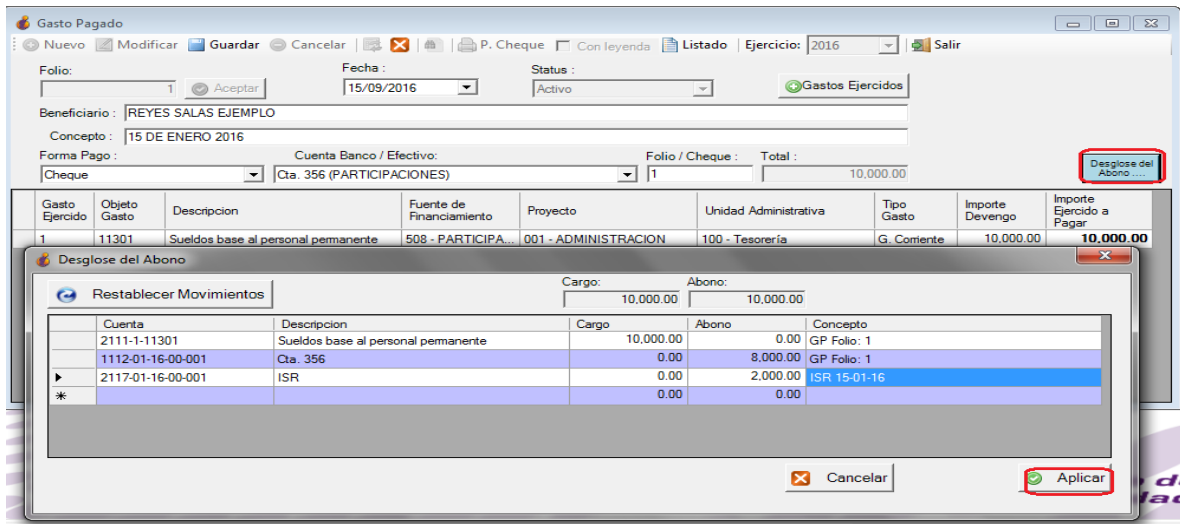 Gasto Pagado
Nuevo Modificar Guardar Cancelar P. Cheque Con leyenda Listado Ejercicio: 2016 Salir
Folio: Fecha : Status :
1 Aceptar 15/09/2016 Activo Gastos Ejercidos
Beneficiario : REYES SALAS EJEMPLO
Concepto : 15 DE ENERO 2016
Forma Pago : Cuenta Banco / Efectivo: Folio / Cheque : Total :
Cheque Cta. 356 (PARTICIPACIONES) 1 10,000.00
Desglose del
Abono ....
Gasto Ejercido Objeto Gasto Descripcion Fuente de Financiamiento Proyecto Unidad Administrativa Tipo Gasto Importe Devengo Importe Ejercido a Pagar
1 11301 Sueldos base al personal permanente 508 - PARTICIPA... 001 - ADMINISTRACION 100 - Tesorería G. Corriente 10,000.00 10,000.00
Desglose del Abono
Cargo: Abono:
Restablecer Movimientos 10,000.00 10,000.00
Cuenta Descripcion Cargo Abono Concepto
2111-1-11301 Sueldos base al personal permanente 10,000.00 0.00 GP Folio: 1
1112-01-16-00-001 Cta. 356 0.00 8,000.00 GP Folio: 1
2117-01-16-00-001 ISR 0.00 2,000.00 ISR 15-01-16
0.00 0.00
Cancelar Aplicar